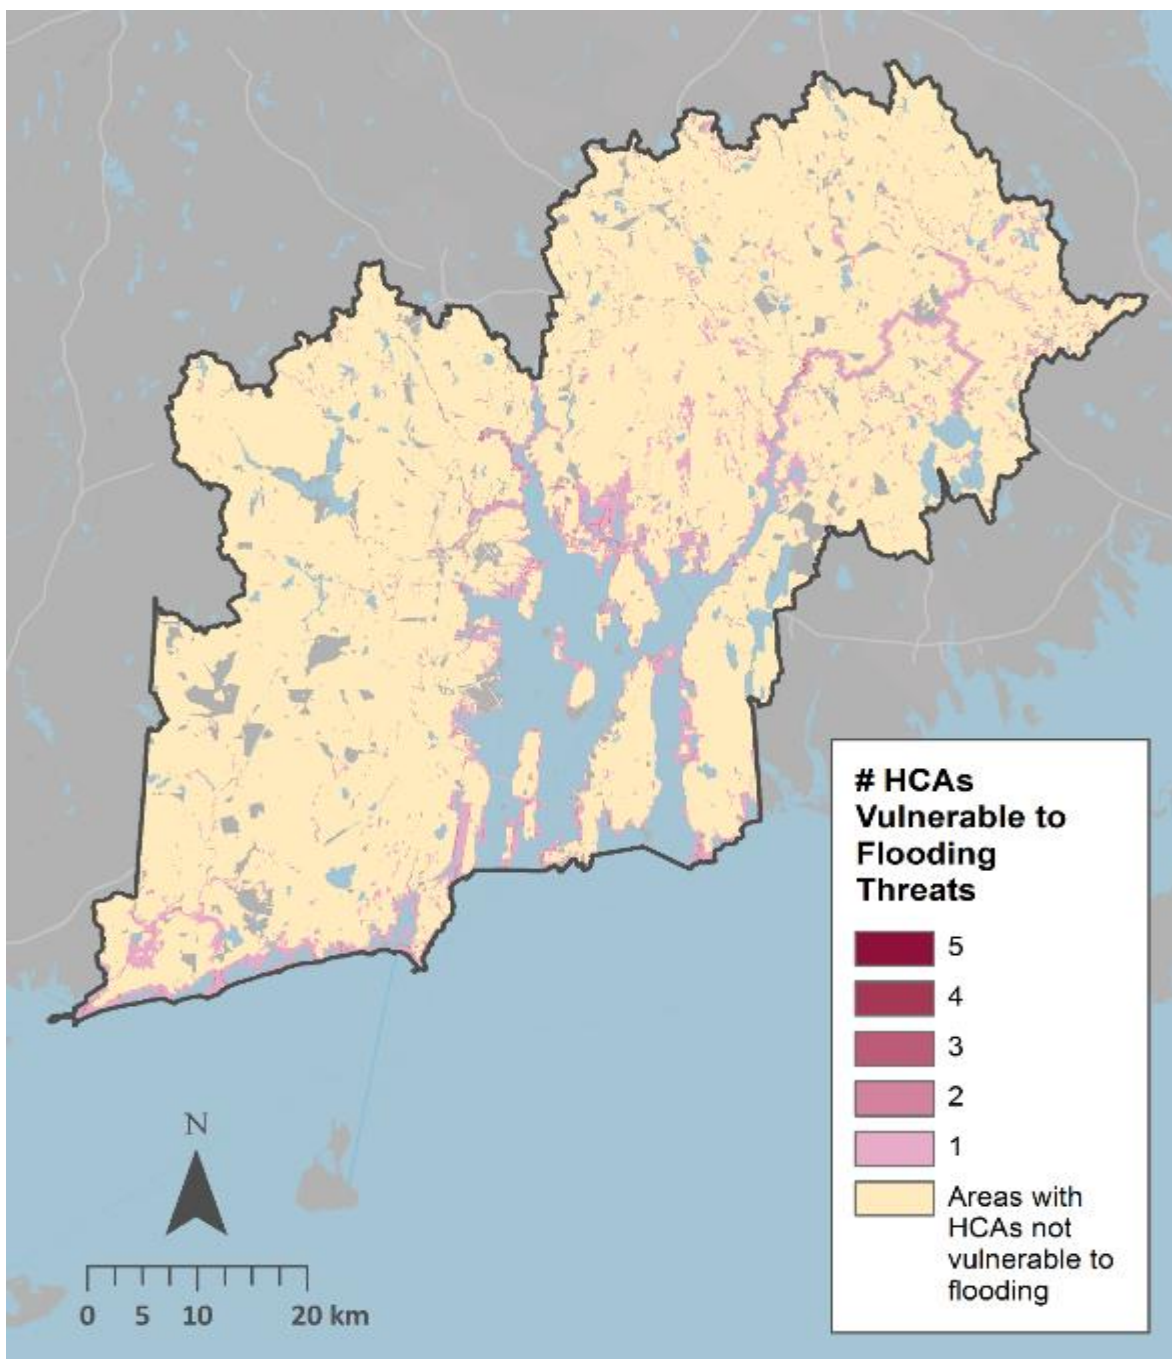 # HCAs
Vulnerable to
Flooding
Threats
5
4
3
2
1
Areas with
HCAs not
vulnerable to
flooding
N
0 5 10 20 km